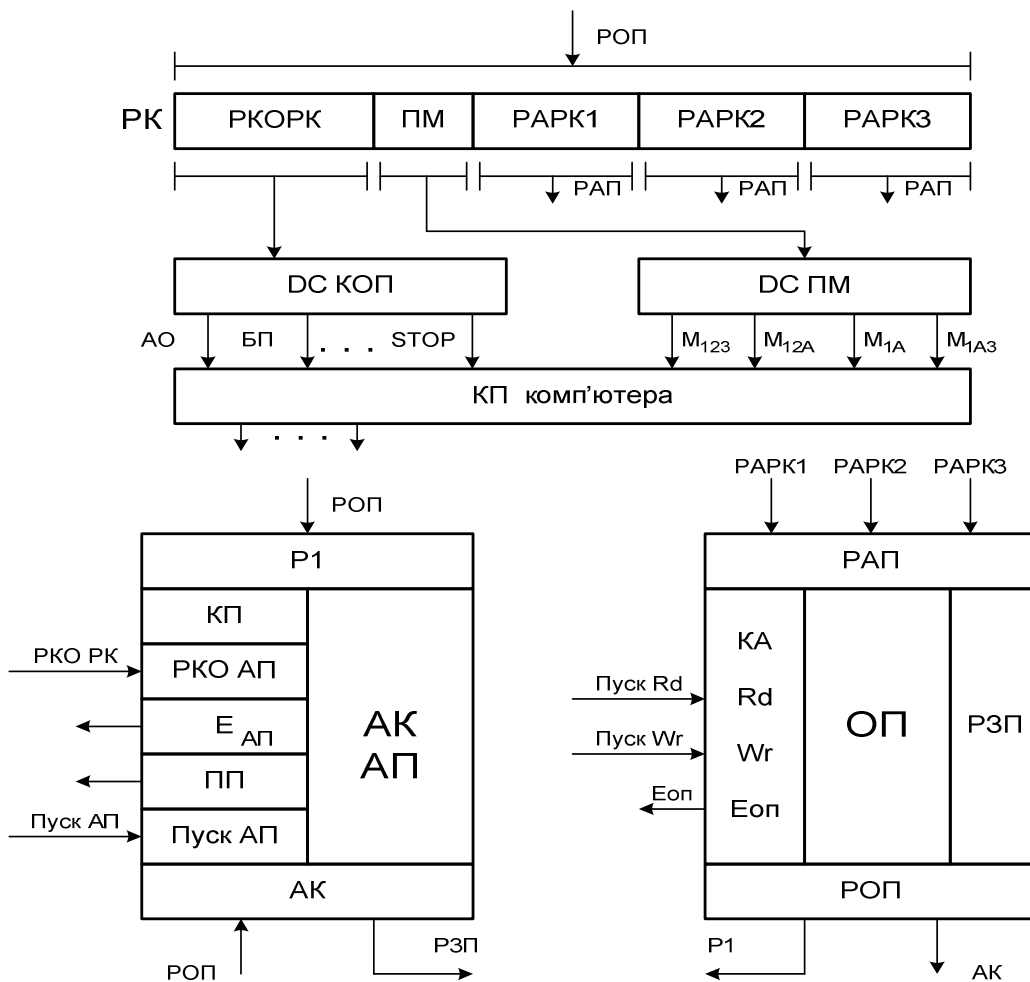 РОП
РК РКОРК ПМ РАРК1 РАРК2 РАРК3
РАП РАП РАП
DC КОП DC ПМ
АО БП . . . STOP M123 M12A M1A M1A3
КП комп'ютера
. . .
РОП
Р1
КП
РКО РК
РКО АП
E АП
ПП
Пуск АП
Пуск АП
АК АП
АК
РОП
РЗП
РАРК1 РАРК2 РАРК3
РАП
КА
Пуск Rd
Rd
Пуск Wr
Wr
Eоп
Еоп
ОП
РЗП
РОП
Р1
АК